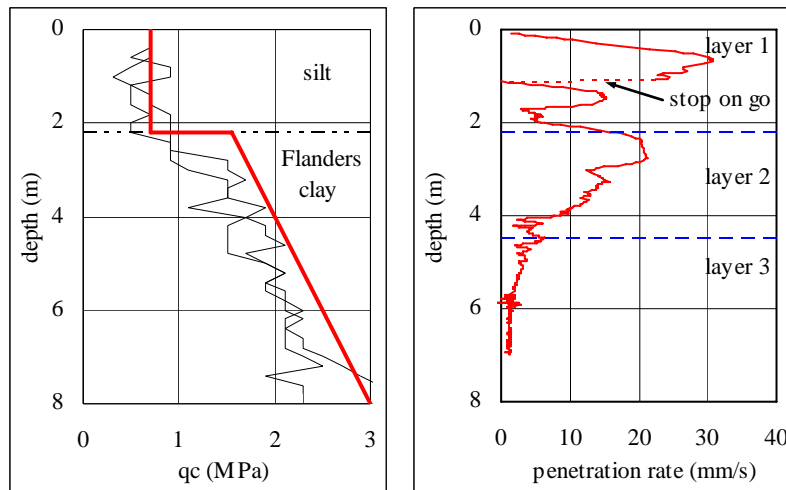 0
2
4
6
8
depth (m)
silt
Flanders
clay
0
1
2
3
qc (MPa)
0
2
4
6
8
depth (m)
layer 1
stop on go
layer 2
layer 3
0
10
20
30
40
penetration rate (mm/s)